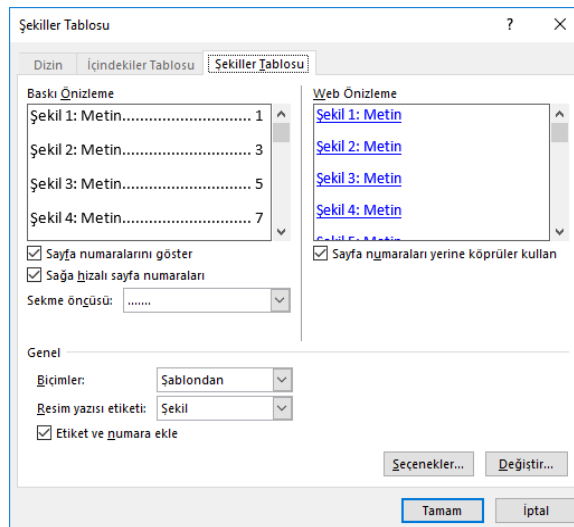 Şekiller Tablosu
Dizin
İçindekiler Tablosu
Şekiller Tablosu
Baskı Önizleme
Şekil 1: Metin.............................. 1
Şekil 2: Metin.............................. 3
Şekil 3: Metin.............................. 5
Şekil 4: Metin.............................. 7
Sayfa numaralarını göster
Sağa hizalı sayfa numaraları
Sekme öncüsü: .......
Web Önizleme
Şekil 1: Metin
Şekil 2: Metin
Şekil 3: Metin
Şekil 4: Metin
Şekil 5: Metin
Sayfa numaraları yerine köprüler kullan
Genel
Biçimler: Şablondan
Resim yazısı etiketi: Şekil
Etiket ve numara ekle
Seçenekler... Değiştir...
Tamam İptal